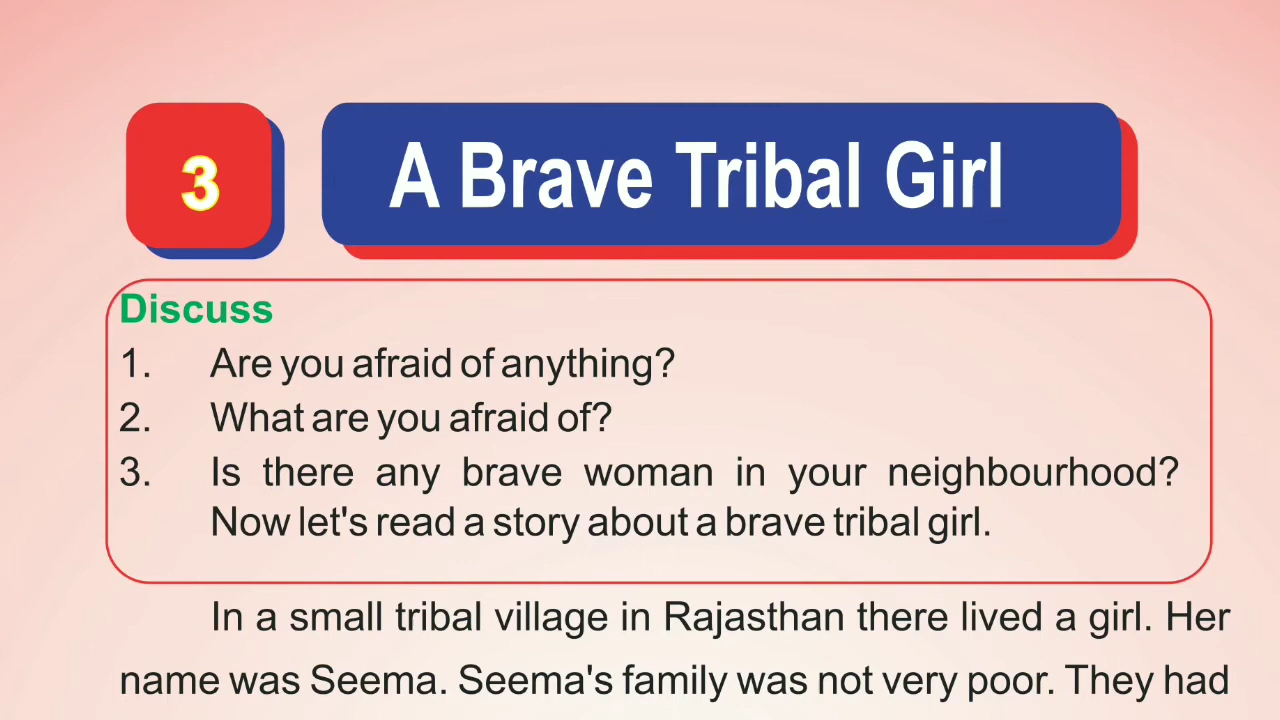 3
A Brave Tribal Girl
Discuss
1. Are you afraid of anything?
2. What are you afraid of?
3. Is there any brave woman in your neighbourhood?
Now let's read a story about a brave tribal girl.
In a small tribal village in Rajasthan there lived a girl. Her
name was Seema. Seema's family was not very poor. They had